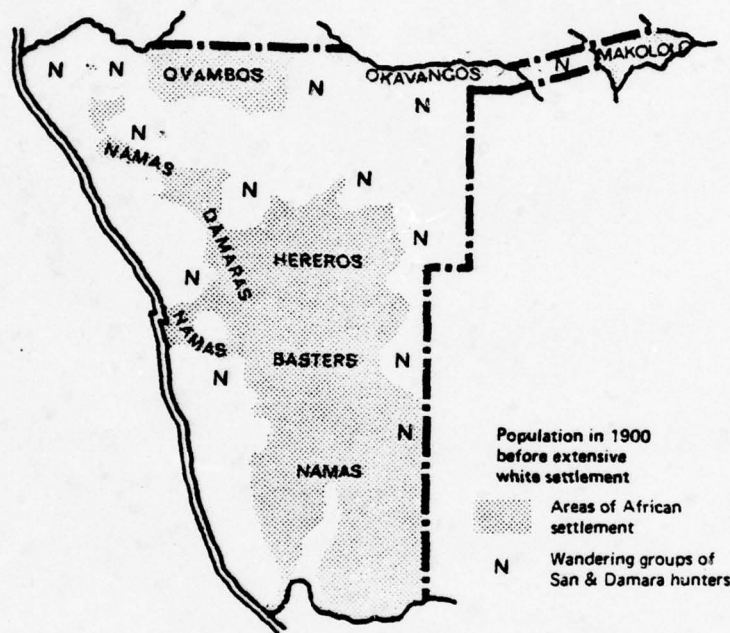 N N OVAMBOS N OKAVANGOS N MAKOLOLO
N
N
NAMAS
N N
DAMARAS
N
HEREROS
N
NAMAS
BASTERS N
N
N
NAMAS
Population in 1900
before extensive
white settlement
Areas of African
settlement
N Wandering groups of
San & Damara hunters